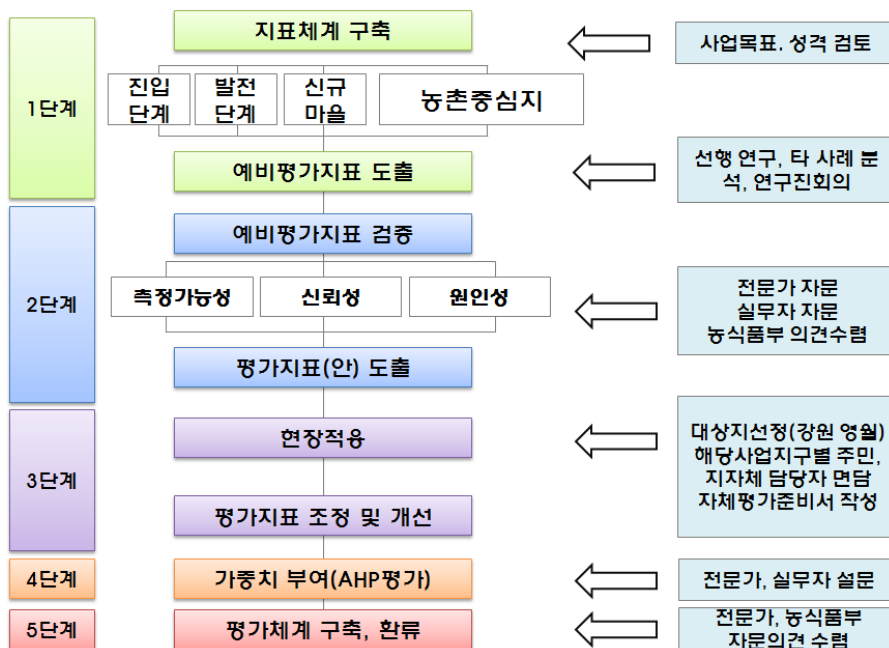 1단계
지표체계 구축
사업목표, 성격 검토
진입
단계
발전
단계
신규
마을
농촌중심지
예비평가지표 도출
선행 연구, 타 사례 분
석, 연구진회의
2단계
예비평가지표 검증
측정가능성
신뢰성
원인성
전문가 자문
실무자 자문
농식품부 의견수렴
평가지표(안) 도출
3단계
현장적용
대상지선정(강원 영월)
해당사업지구별 주민,
지자체 담당자 면담
자체평가준비서 작성
평가지표 조정 및 개선
4단계
가중치 부여(AHP평가)
전문가, 실무자 설문
5단계
평가체계 구축, 환류
전문가, 농식품부
자문의견 수렴